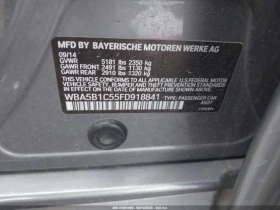 MFD BY BAYERISCHE MOTOREN WERKE AG
09/14
GVWR 5181 lbs 2350 kg
GAWR FRONT 2491 lbs 1130 kg
GAWR REAR 2910 lbs 1320 kg
THIS VEHICLE CONFORMS TO ALL APPLICABLE U.S. FEDERAL
MOTOR VEHICLE SAFETY, BUMPER, AND THEFT PREVENTION
STANDARDS IN EFFECT ON THE DATE OF MANUFACTURE
SHOWN ABOVE.
WBA5B1C55FD918841 TYPE: PASSENGER CAR